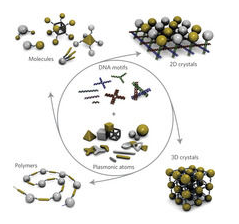 Molecules
DNA motifs
2D crystals
+
Plasmonic atoms
Polymers
3D crystals